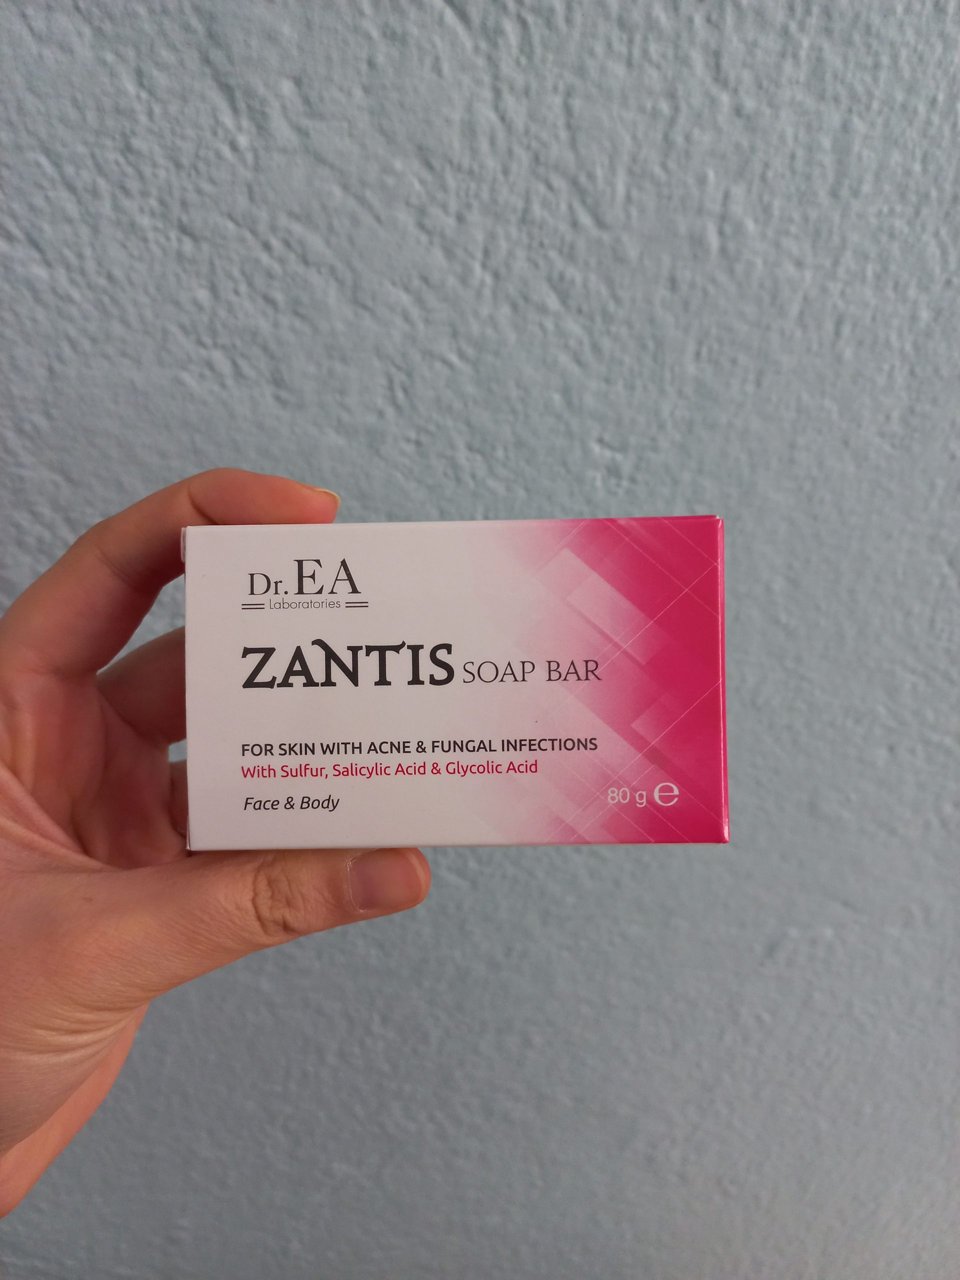 Dr. EA
Laboratories
ZANTIS SOAP BAR
FOR SKIN WITH ACNE & FUNGAL INFECTIONS
With Sulfur, Salicylic Acid & Glycolic Acid
Face & Body
80 g ℮